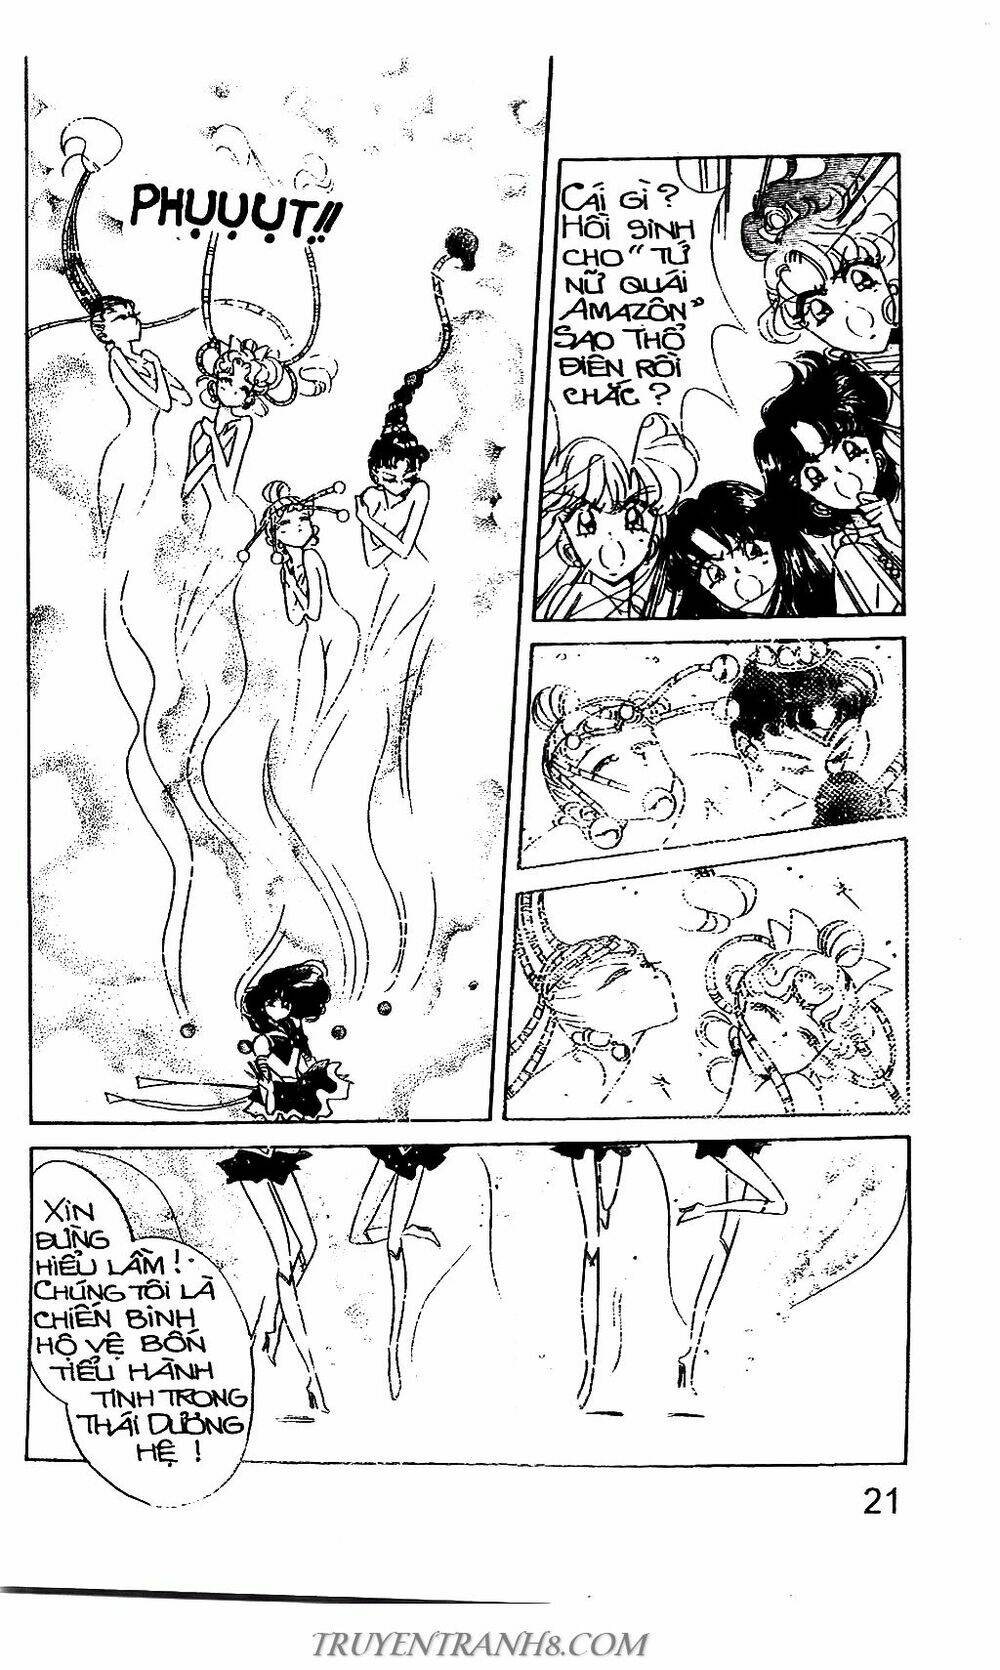 PHỤỤỤT!!
CÁI GÌ?
HỒI SINH
CHO "TỨ
NỮ QUÁI
AMAZÔN"
SAO THỔ
ĐIÊN RỒI
CHẮC?
XIN
ĐỪNG
HIỂU LẦM!
CHÚNG TÔI LÀ
CHIẾN BINH
HỘ VỆ BỐN
TIỂU HÀNH
TINH TRONG
THÁI DƯƠNG
HỆ!
21
TRUYENTRANH8.COM